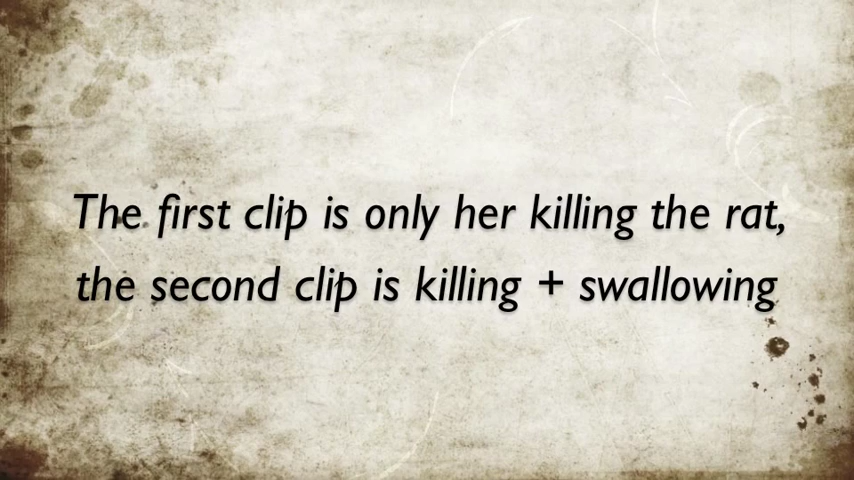 The first clip is only her killing the rat,
the second clip is killing + swallowing